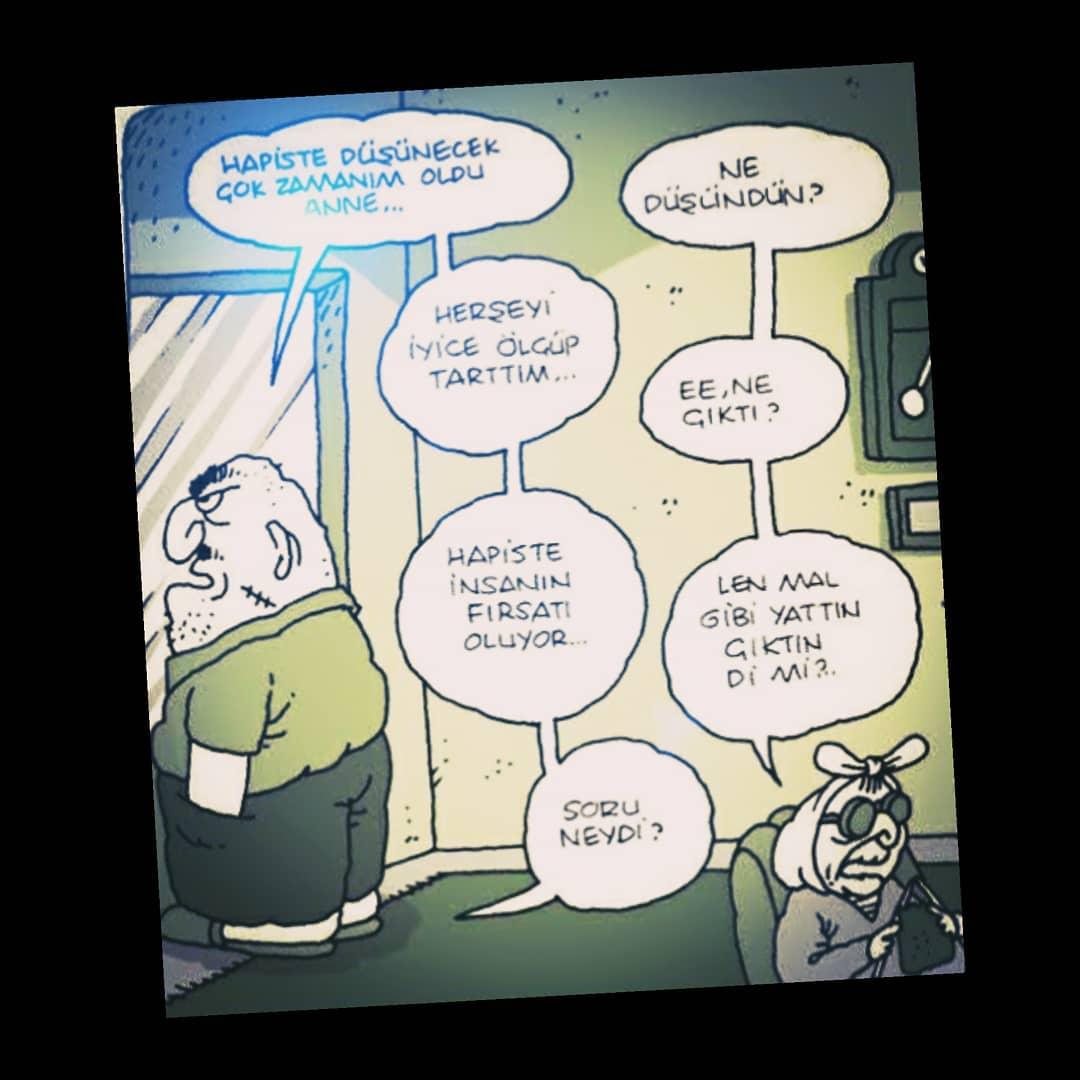 HAPİSTE DÜŞÜNECEK
ÇOK ZAMANIM OLDU
ANNE...
NE
DÜŞÜNDÜN?
HERŞEYİ
İYİCE ÖLÇÜP
TARTTIM...
EE, NE
ÇIKTI?
HAPİSTE
İNSANIN
FIRSATI
OLUYOR...
LEN MAL
GİBİ YATTIN
ÇIKTIN
Dİ Mİ?.
SORU
NEYDİ?